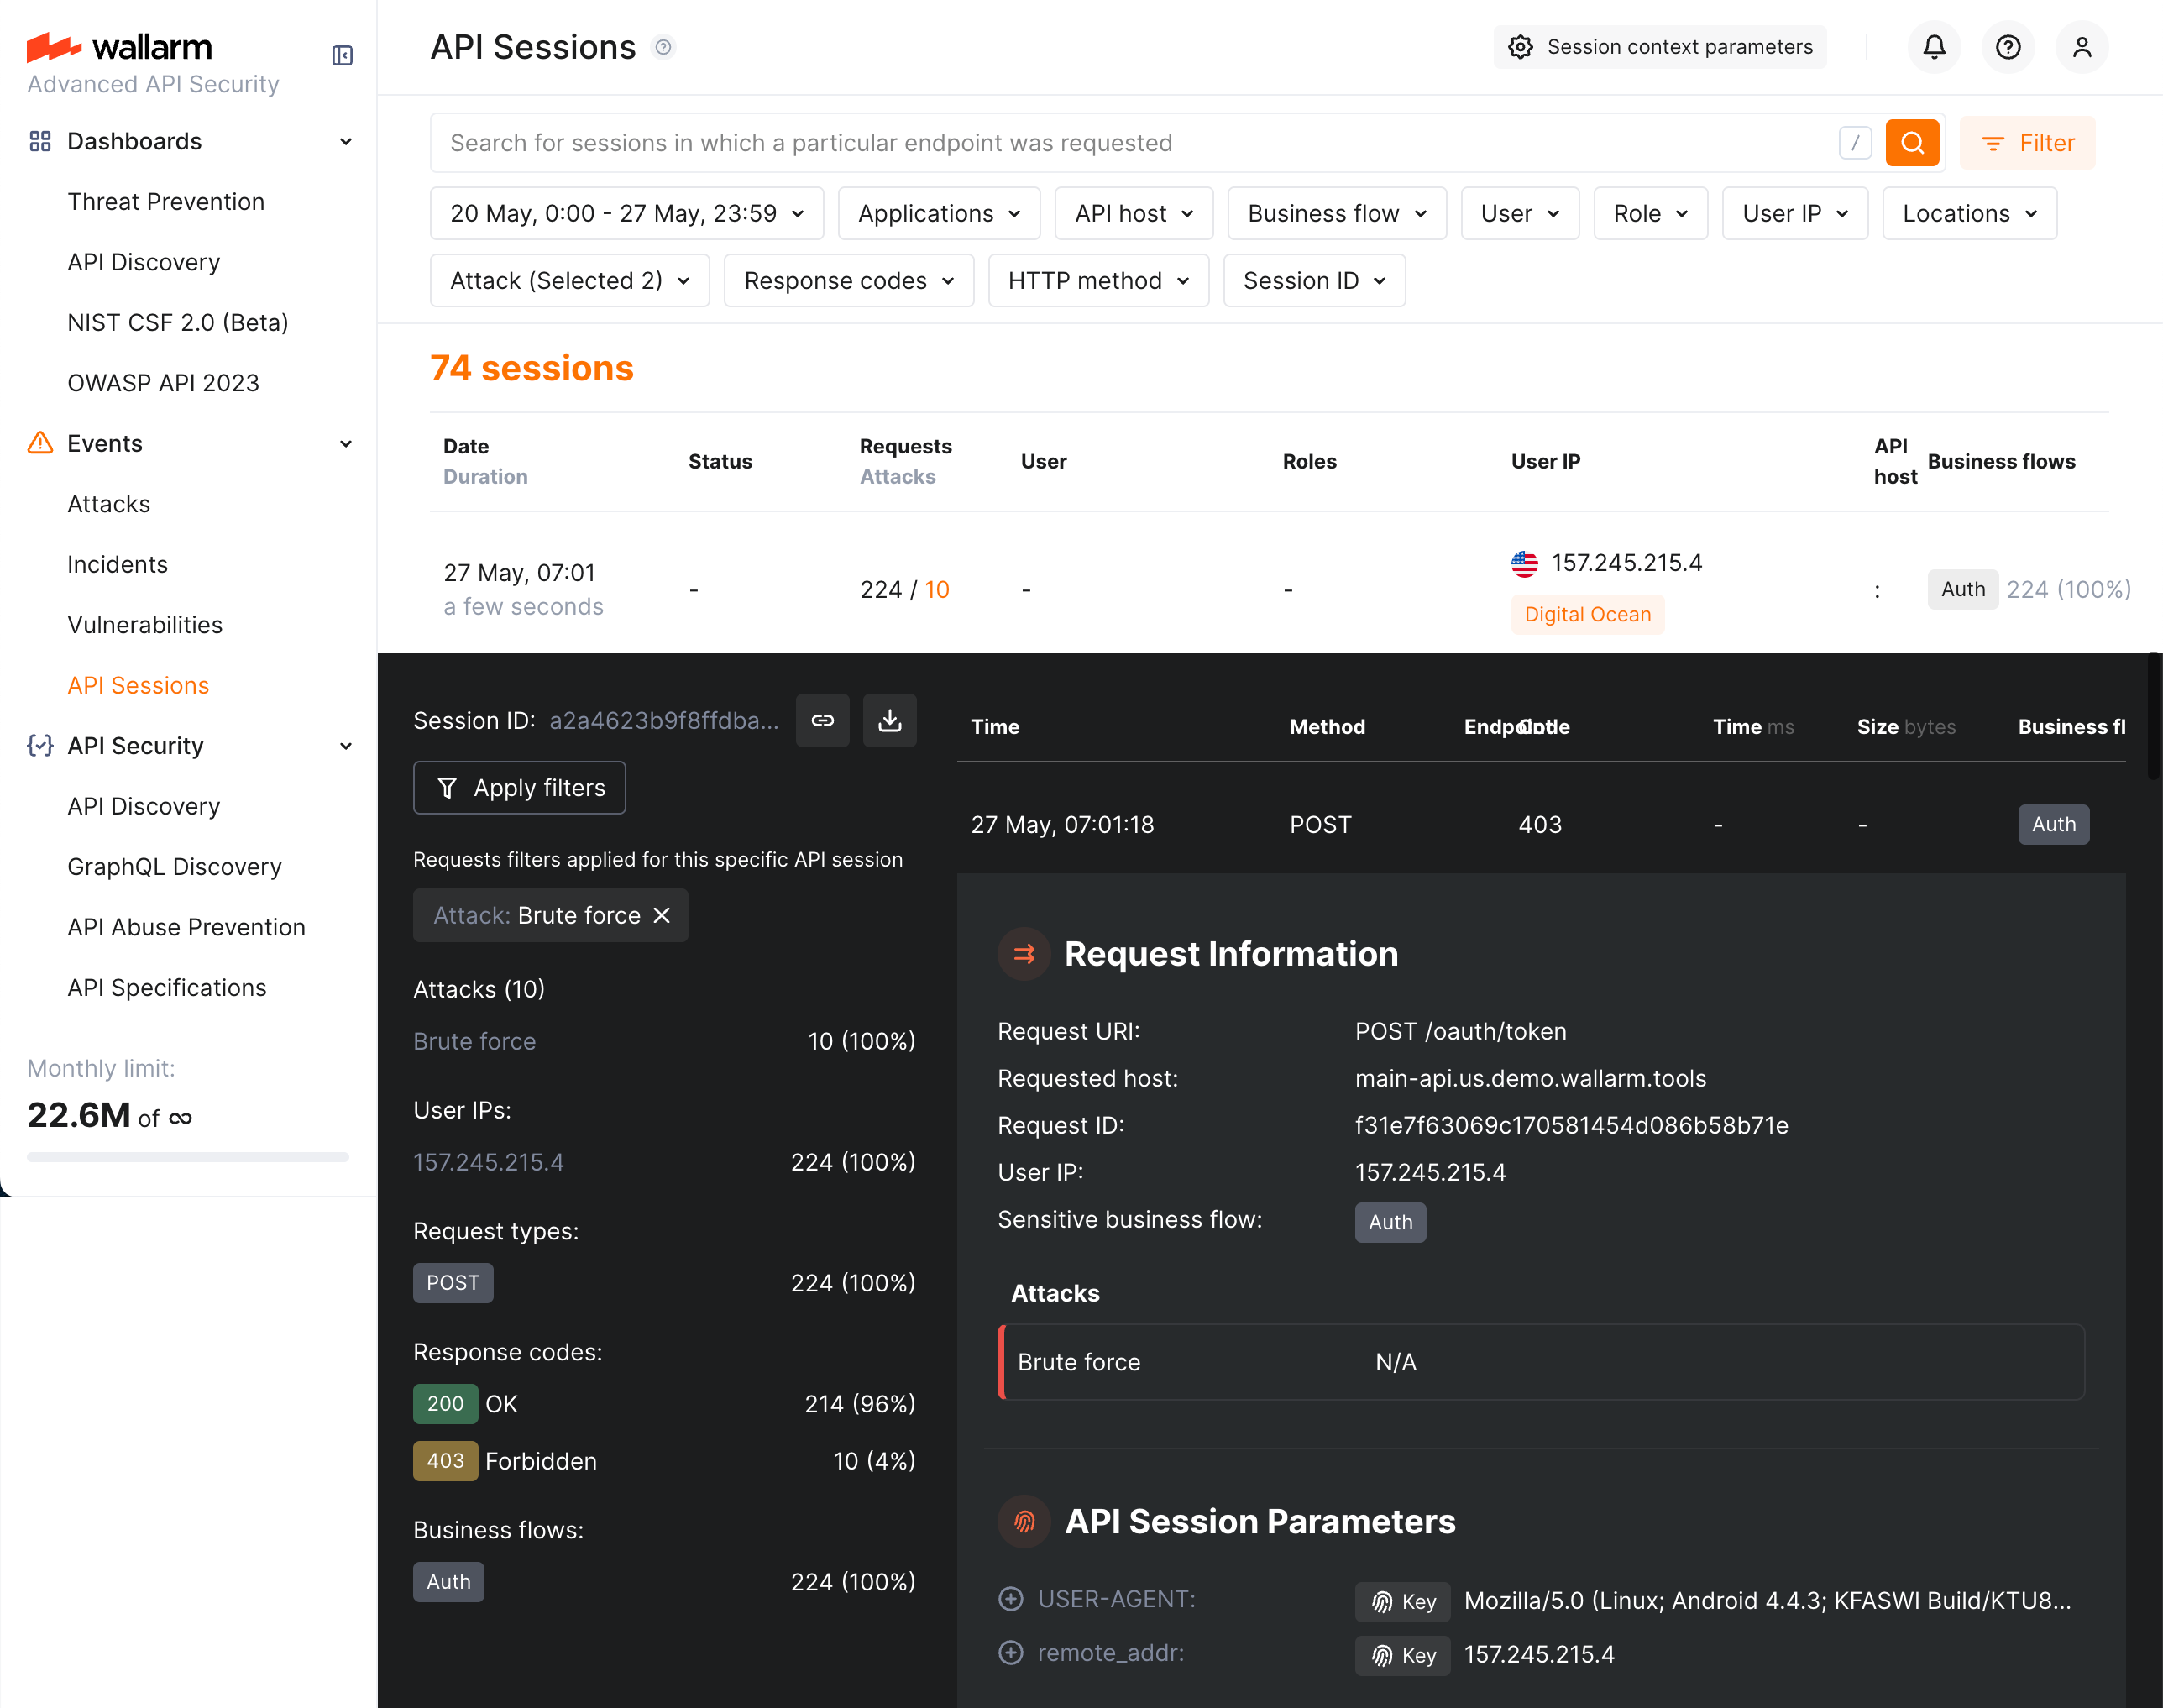 wallarm
Advanced API Security
Dashboards
Threat Prevention
API Discovery
NIST CSF 2.0 (Beta)
OWASP API 2023
Events
Attacks
Incidents
Vulnerabilities
API Sessions
API Security
API Discovery
GraphQL Discovery
API Abuse Prevention
API Specifications
Monthly limit:
22.6M of ∞
API Sessions ?
Session context parameters
Search for sessions in which a particular endpoint was requested /
Filter
20 May, 0:00 - 27 May, 23:59 Applications API host Business flow User Role User IP Locations
Attack (Selected 2) Response codes HTTP method Session ID
74 sessions
Date Duration Status Requests Attacks User Roles User IP API host Business flows
27 May, 07:01 - 224 / 10 - - 157.245.215.4 : Auth 224 (100%)
a few seconds Digital Ocean
Session ID: a2a4623b9f8ffdba...
Apply filters
Requests filters applied for this specific API session
Attack: Brute force
Attacks (10)
Brute force 10 (100%)
User IPs:
157.245.215.4 224 (100%)
Request types:
POST 224 (100%)
Response codes:
200 OK 214 (96%)
403 Forbidden 10 (4%)
Business flows:
Auth 224 (100%)
Time Method Endpoint Code Time ms Size bytes Business fl
27 May, 07:01:18 POST 403 - - Auth
Request Information
Request URI: POST /oauth/token
Requested host: main-api.us.demo.wallarm.tools
Request ID: f31e7f63069c170581454d086b58b71e
User IP: 157.245.215.4
Sensitive business flow: Auth
Attacks
Brute force N/A
API Session Parameters
USER-AGENT: Key Mozilla/5.0 (Linux; Android 4.4.3; KFASWI Build/KTU8...
remote_addr: Key 157.245.215.4